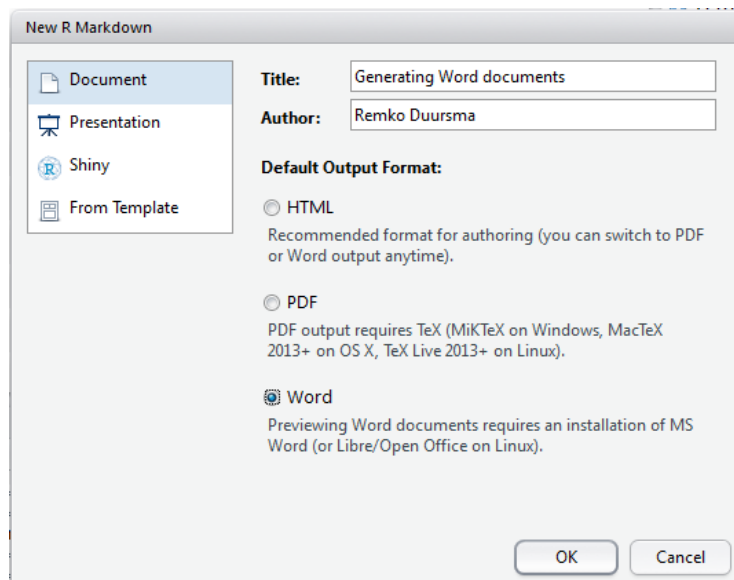 New R Markdown
Document
Presentation
Shiny
From Template
Title: Generating Word documents
Author: Remko Duursma
Default Output Format:
HTML
Recommended format for authoring (you can switch to PDF
or Word output anytime).
PDF
PDF output requires TeX (MiKTeX on Windows, MacTeX
2013+ on OS X, TeX Live 2013+ on Linux).
Word
Previewing Word documents requires an installation of MS
Word (or Libre/Open Office on Linux).
OK Cancel